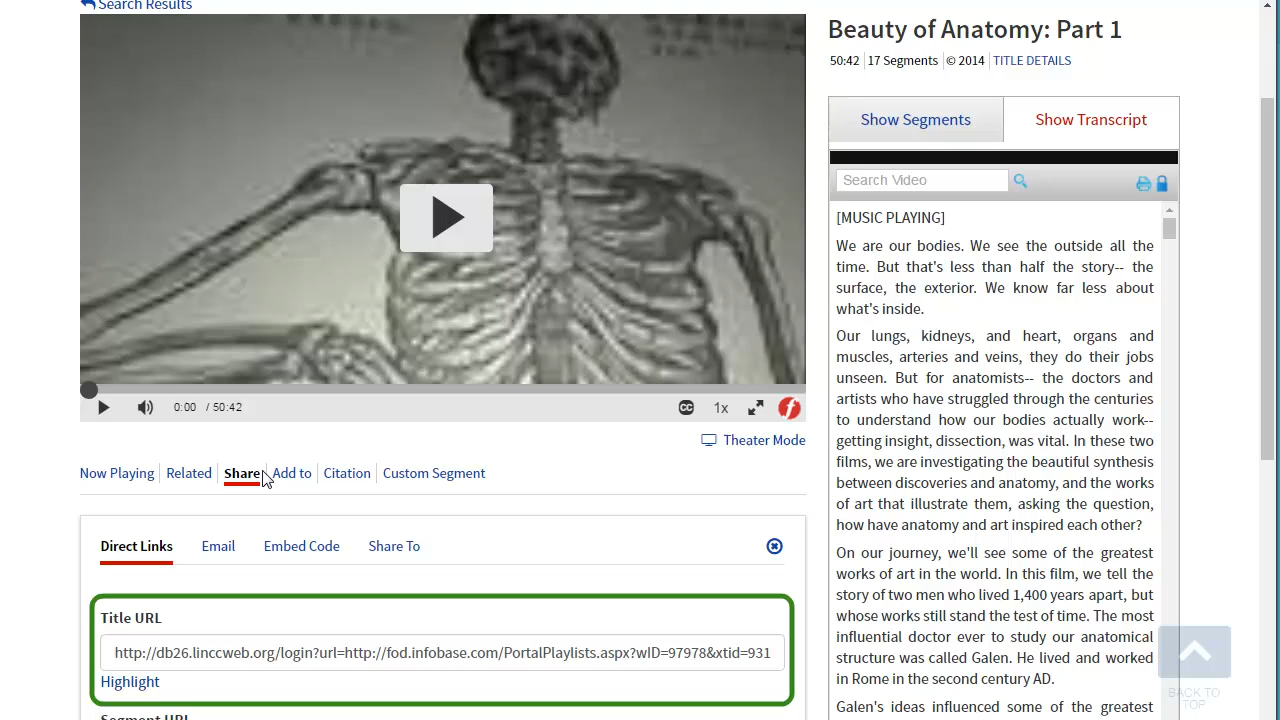 Search Results
Beauty of Anatomy: Part 1
50:42 17 Segments © 2014 TITLE DETAILS
Show Segments Show Transcript
Search Video
[MUSIC PLAYING]
We are our bodies. We see the outside all the
time. But that's less than half the story-- the
surface, the exterior. We know far less about
what's inside.
Our lungs, kidneys, and heart, organs and
muscles, arteries and veins, they do their jobs
unseen. But for anatomists-- the doctors and
artists who have struggled through the centuries
to understand how our bodies actually work--
getting insight, dissection, was vital. In these two
films, we are investigating the beautiful synthesis
between discoveries and anatomy, and the works
of art that illustrate them, asking the question,
how have anatomy and art inspired each other?
On our journey, we'll see some of the greatest
works of art in the world. In this film, we tell the
story of two men who lived 1,400 years apart, but
whose works still stand the test of time. The most
influential doctor ever to study our anatomical
structure was called Galen. He lived and worked
in Rome in the second century AD.
Galen's ideas influenced some of the greatest
0:00 / 50:42
CC 1x f
Theater Mode
Now Playing Related Share Add to Citation Custom Segment
Direct Links Email Embed Code Share To
Title URL
http://db26.linccweb.org/login?url=http://fod.infobase.com/PortalPlaylists.aspx?wID=97978&xtid=931
Highlight
Segment URL
BACK TO
TOP